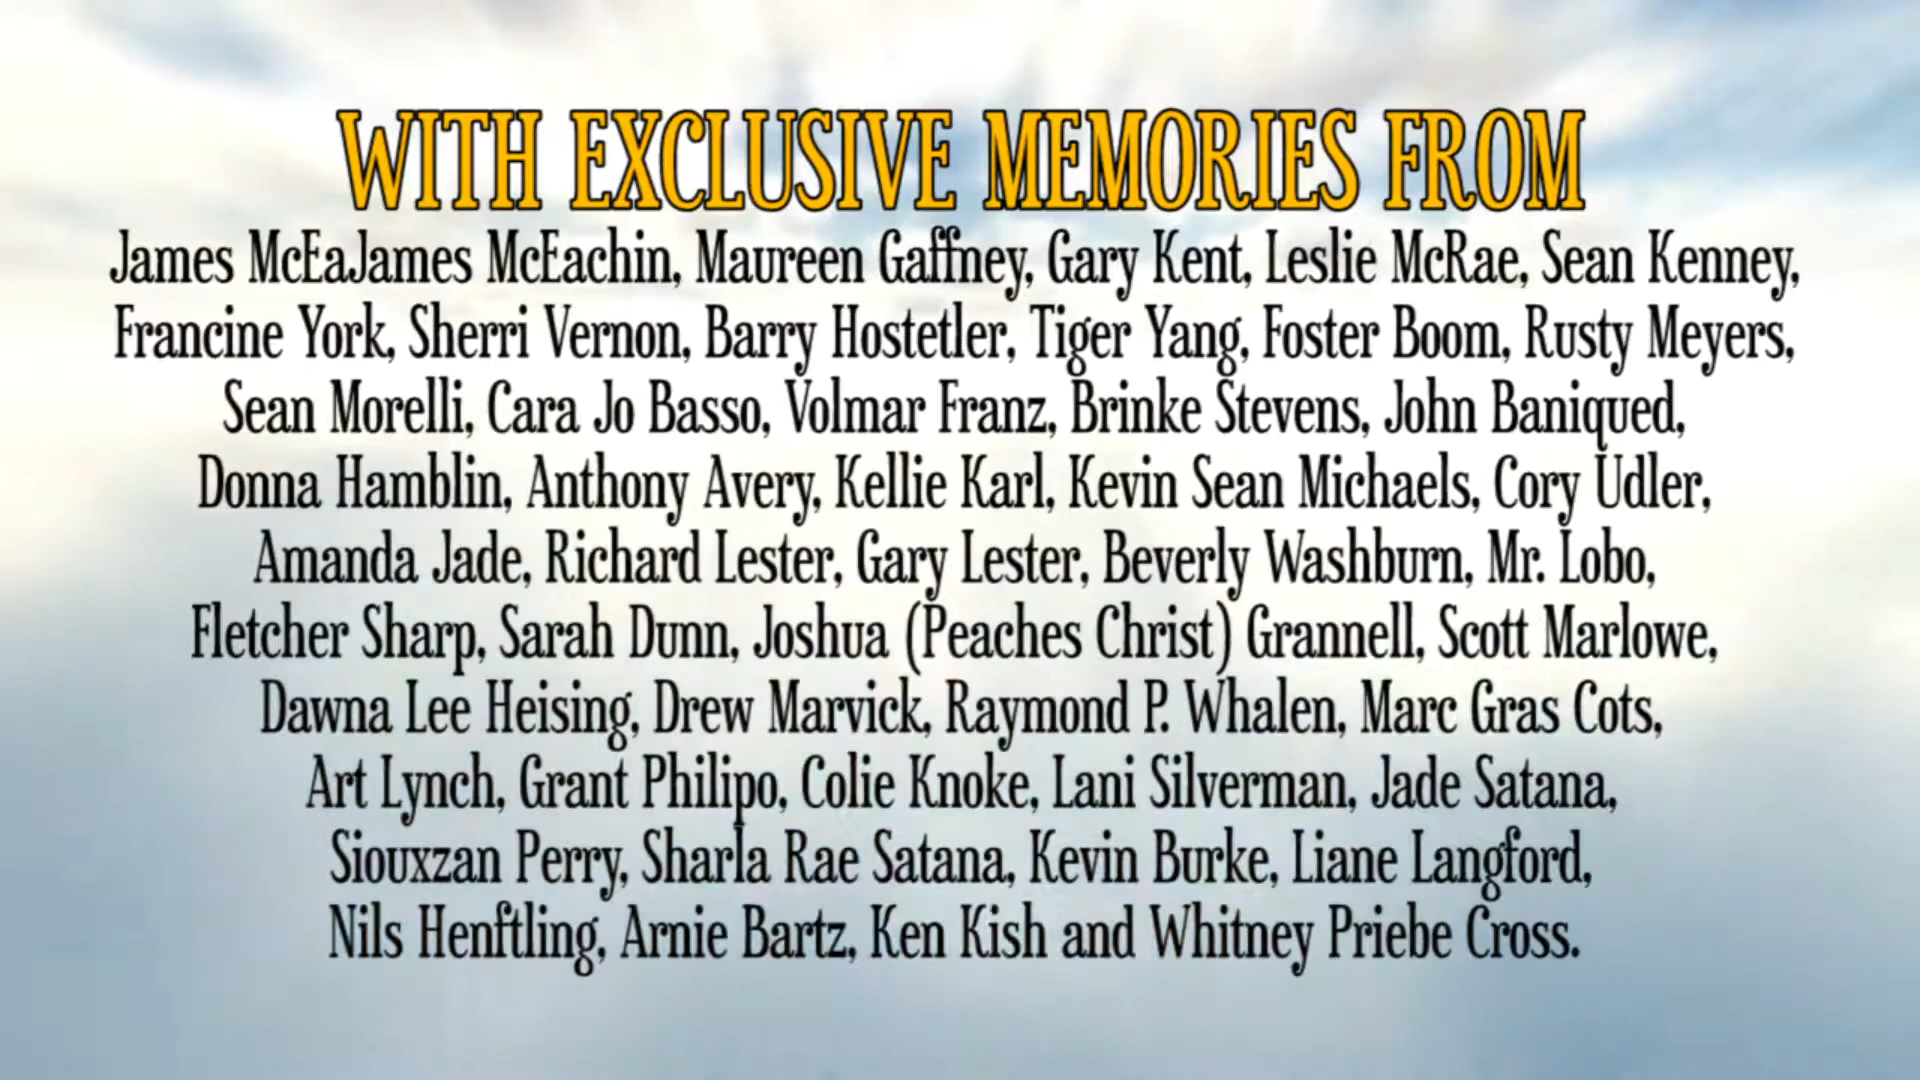 WITH EXCLUSIVE MEMORIES FROM
James McEaJames McEachin, Maureen Gaffney, Gary Kent, Leslie McRae, Sean Kenney,
Francine York, Sherri Vernon, Barry Hostetler, Tiger Yang, Foster Boom, Rusty Meyers,
Sean Morelli, Cara Jo Basso, Volmar Franz, Brinke Stevens, John Baniqued,
Donna Hamblin, Anthony Avery, Kellie Karl, Kevin Sean Michaels, Cory Udler,
Amanda Jade, Richard Lester, Gary Lester, Beverly Washburn, Mr. Lobo,
Fletcher Sharp, Sarah Dunn, Joshua (Peaches Christ) Grannell, Scott Marlowe,
Dawna Lee Heising, Drew Marvick, Raymond P. Whalen, Marc Gras Cots,
Art Lynch, Grant Philipo, Colie Knoke, Lani Silverman, Jade Satana,
Siouxzan Perry, Sharla Rae Satana, Kevin Burke, Liane Langford,
Nils Henftling, Arnie Bartz, Ken Kish and Whitney Priebe Cross.